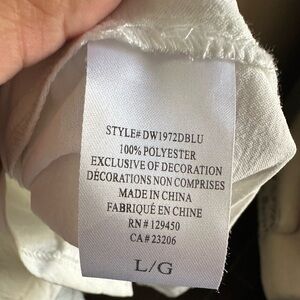 STYLE# DW1972DBLU
100% POLYESTER
EXCLUSIVE OF DECORATION
DÉCORATIONS NON COMPRISES
MADE IN CHINA
FABRIQUÉ EN CHINE
RN # 129450
CA # 23206
L/G